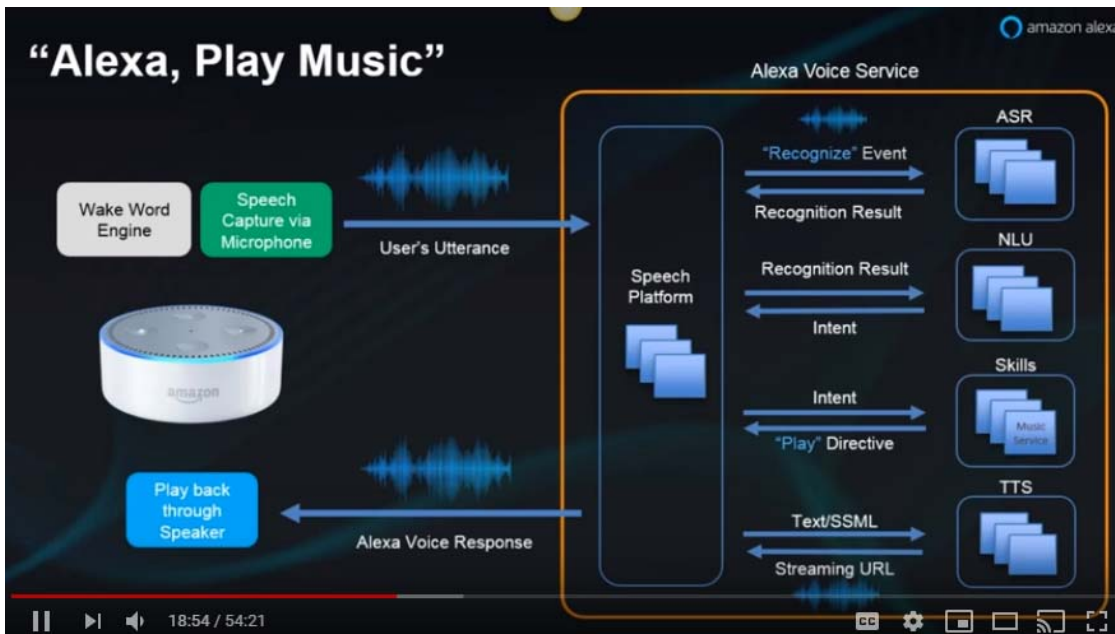 amazon alexa
“Alexa, Play Music”
Alexa Voice Service
Wake Word
Engine
Speech
Capture via
Microphone
User's Utterance
amazon
Play back
through
Speaker
Alexa Voice Response
Speech
Platform
“Recognize” Event
Recognition Result
ASR
Recognition Result
Intent
NLU
Intent
“Play” Directive
Skills
Music
Service
Text/SSML
Streaming URL
TTS
18:54 / 54:21
CC